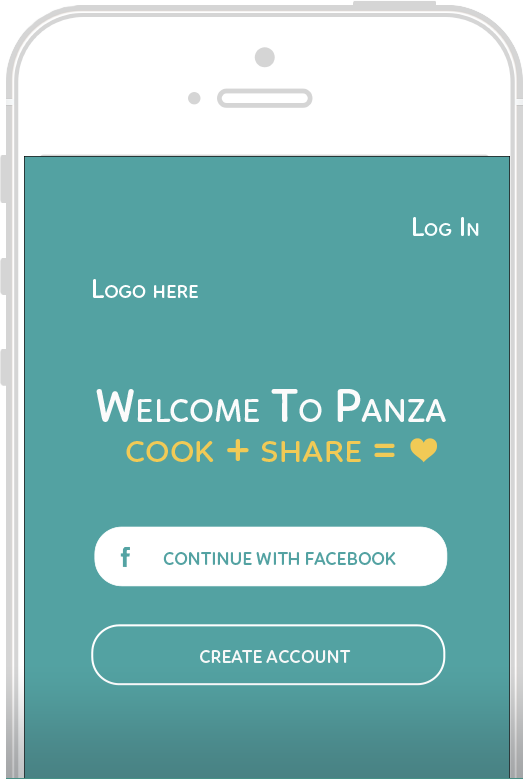 Log In
Logo here
Welcome To Panza
cook + share = ♥
f CONTINUE WITH FACEBOOK
CREATE ACCOUNT